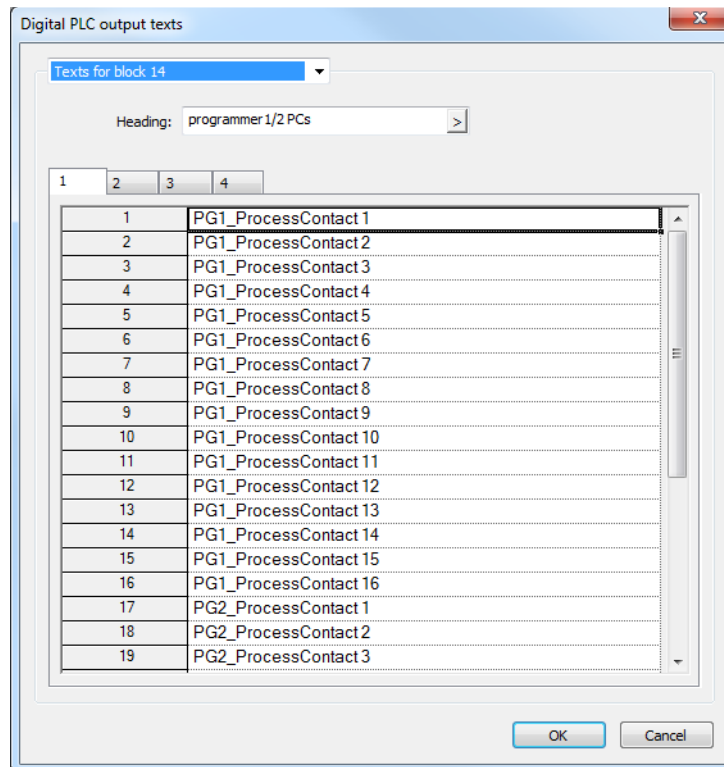 Digital PLC output texts
Texts for block 14
Heading: programmer1/2 PCs >
1 2 3 4
1 PG1_ProcessContact 1
2 PG1_ProcessContact 2
3 PG1_ProcessContact 3
4 PG1_ProcessContact 4
5 PG1_ProcessContact 5
6 PG1_ProcessContact 6
7 PG1_ProcessContact 7
8 PG1_ProcessContact 8
9 PG1_ProcessContact 9
10 PG1_ProcessContact 10
11 PG1_ProcessContact 11
12 PG1_ProcessContact 12
13 PG1_ProcessContact 13
14 PG1_ProcessContact 14
15 PG1_ProcessContact 15
16 PG1_ProcessContact 16
17 PG2_ProcessContact 1
18 PG2_ProcessContact 2
19 PG2_ProcessContact 3
OK Cancel